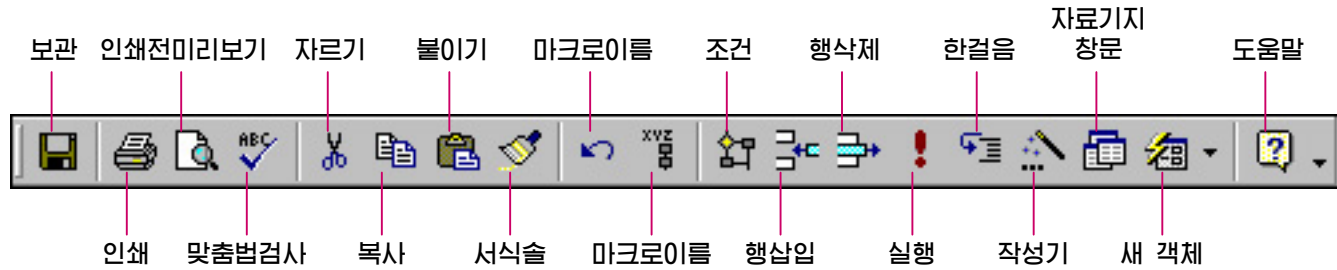 자료기지
보관 인쇄전미리보기 자르기 붙이기 마크로이름 조건 행삭제 한걸음 창문 도움말
ABC XYZ
인쇄 맞춤법검사 복사 서식솔 마크로이름 행삽입 실행 작성기 새 객체